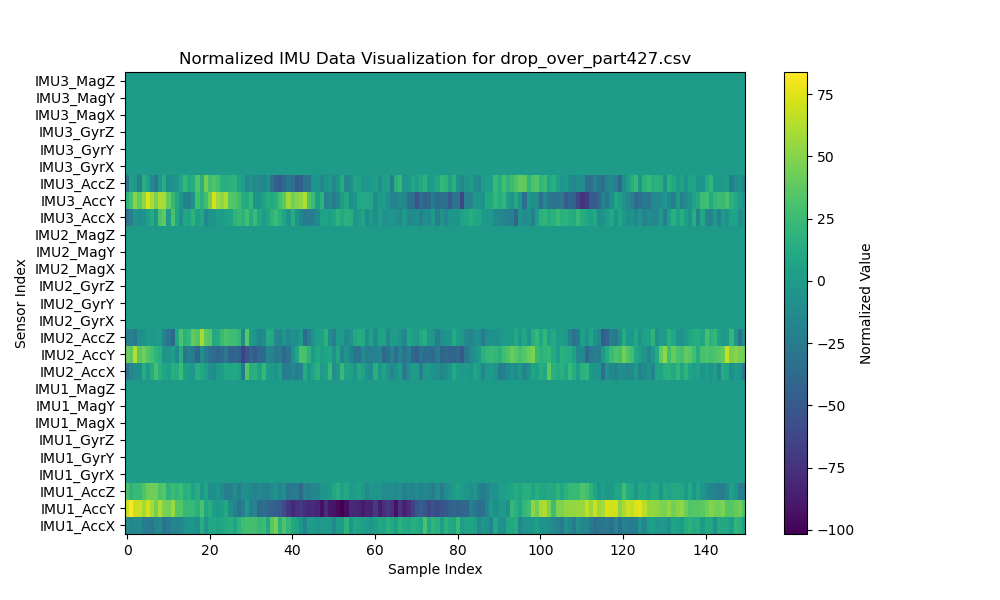 Normalized IMU Data Visualization for drop_over_part427.csv
IMU3_MagZ
IMU3_MagY
IMU3_MagX
IMU3_GyrZ
IMU3_GyrY
IMU3_GyrX
IMU3_AccZ
IMU3_AccY
IMU3_AccX
IMU2_MagZ
IMU2_MagY
IMU2_MagX
IMU2_GyrZ
IMU2_GyrY
IMU2_GyrX
IMU2_AccZ
IMU2_AccY
IMU2_AccX
IMU1_MagZ
IMU1_MagY
IMU1_MagX
IMU1_GyrZ
IMU1_GyrY
IMU1_GyrX
IMU1_AccZ
IMU1_AccY
IMU1_AccX
Sensor Index
0 20 40 60 80 100 120 140
Sample Index
75
50
25
0
−25
−50
−75
−100
Normalized Value